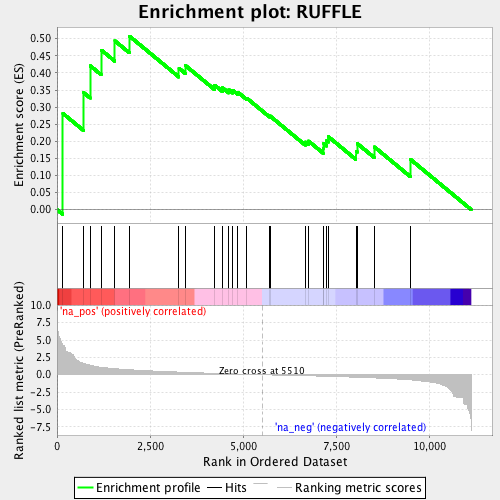 Enrichment plot: RUFFLE
Enrichment score (ES)
0.50
0.45
0.40
0.35
0.30
0.25
0.20
0.15
0.10
0.05
0.00
Ranked list metric (PreRanked)
10.0
7.5
5.0
2.5
0.0
-2.5
-5.0
-7.5
'na_pos' (positively correlated)
Zero cross at 5510
'na_neg' (negatively correlated)
0
2,500
5,000
7,500
10,000
Rank in Ordered Dataset
Enrichment profile
Hits
Ranking metric scores